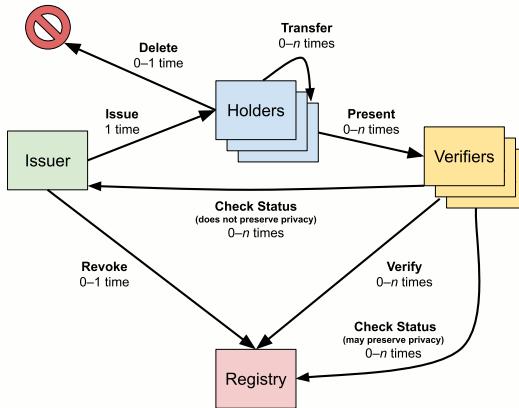 Transfer
0–n times
Delete
0–1 time
Issue
1 time
Holders
Present
0–n times
Issuer
Verifiers
Check Status
(does not preserve privacy)
0–n times
Revoke
0–1 time
Verify
0–n times
Check Status
(may preserve privacy)
0–n times
Registry